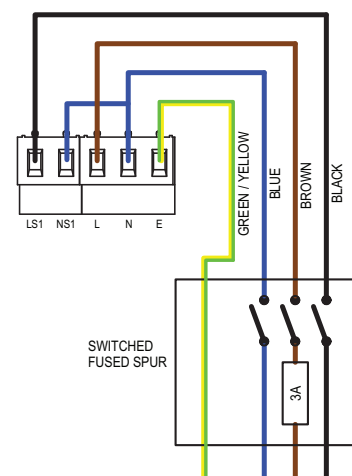 LS1 NS1 L N E
GREEN / YELLOW
BLUE
BROWN
BLACK
SWITCHED
FUSED SPUR
3A